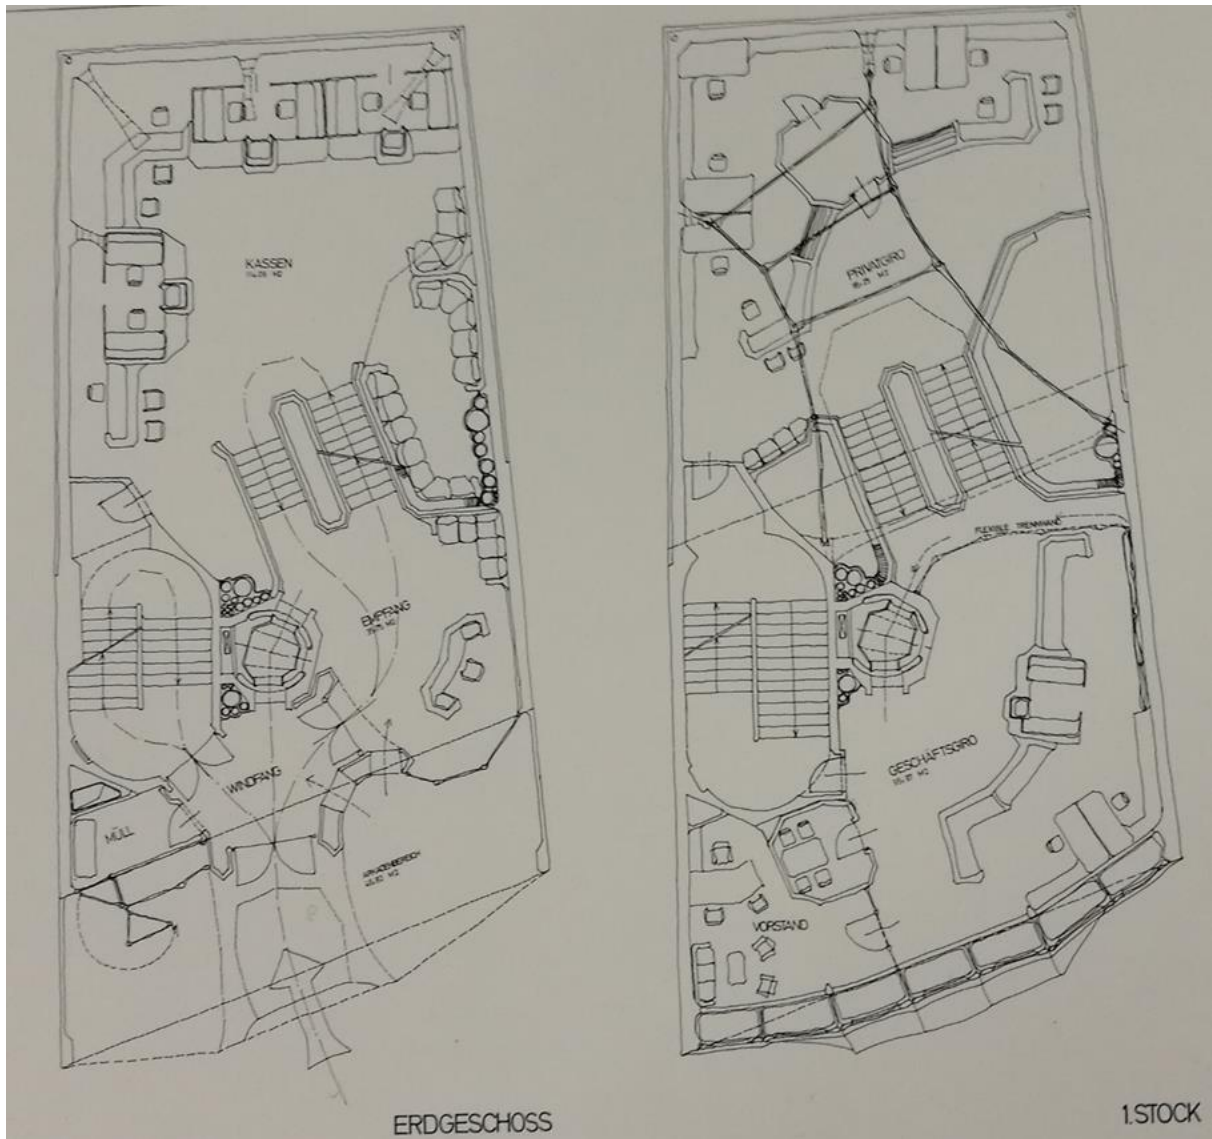 KASSEN
EMPFANG
WINDFANG
MÜLL
ARKADENBEREICH
ERDGESCHOSS
PRIVATGIRO
FLEXIBLE TRENNWAND
GESCHÄFTSGIRO
VORSTAND
1.STOCK